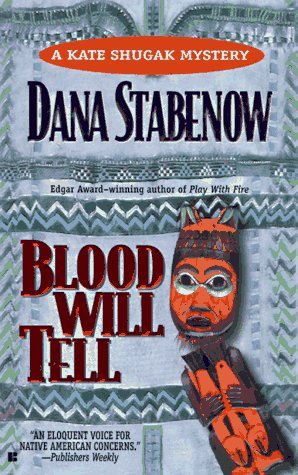 A KATE SHUGAK MYSTERY
DANA STABENOW
Edgar Award–winning author of Play With Fire
BLOOD
WILL
TELL
"AN ELOQUENT VOICE FOR
NATIVE AMERICAN CONCERNS."
—Publishers Weekly